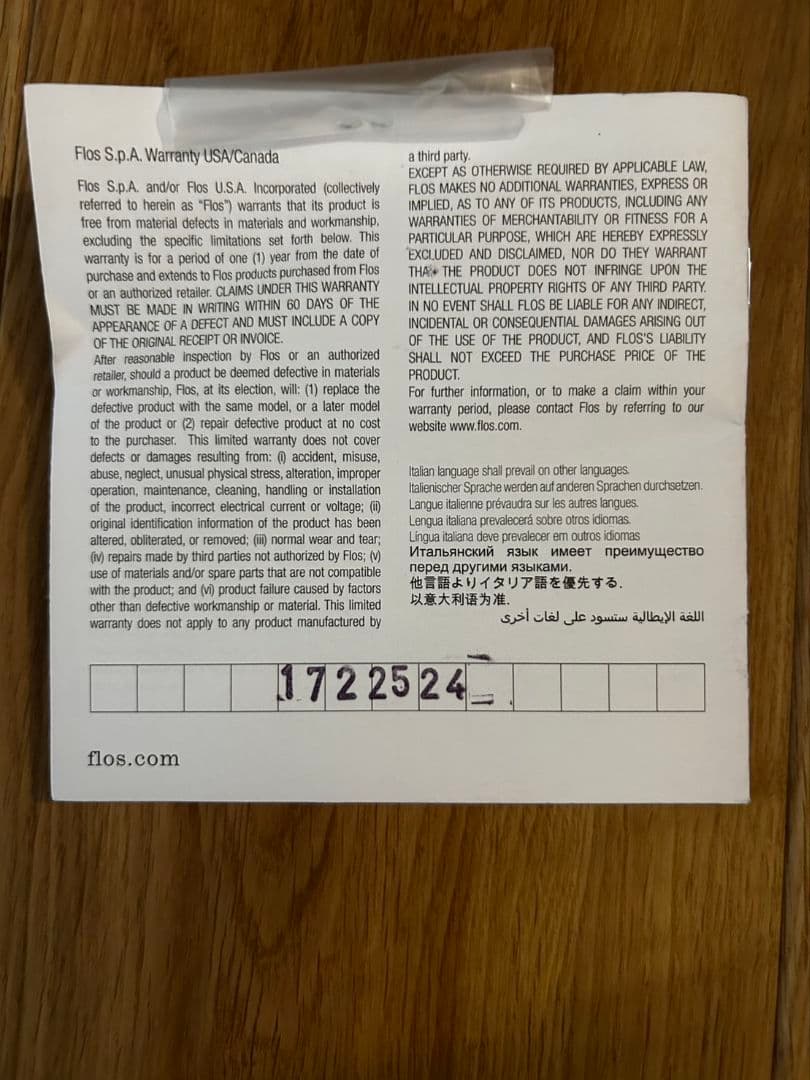 Flos S.p.A. Warranty USA/Canada
Flos S.p.A. and/or Flos U.S.A. Incorporated (collectively
referred to herein as “Flos”) warrants that its product is
free from material defects in materials and workmanship,
excluding the specific limitations set forth below. This
warranty is for a period of one (1) year from the date of
purchase and extends to Flos products purchased from Flos
or an authorized retailer. CLAIMS UNDER THIS WARRANTY
MUST BE MADE IN WRITING WITHIN 60 DAYS OF THE
APPEARANCE OF A DEFECT AND MUST INCLUDE A COPY
OF THE ORIGINAL RECEIPT OR INVOICE.
After reasonable inspection by Flos or an authorized
retailer, should a product be deemed defective in materials
or workmanship, Flos, at its election, will: (1) replace the
defective product with the same model, or a later model
of the product or (2) repair defective product at no cost
to the purchaser. This limited warranty does not cover
defects or damages resulting from: (i) accident, misuse,
abuse, neglect, unusual physical stress, alteration, improper
operation, maintenance, cleaning, handling or installation
of the product, incorrect electrical current or voltage; (ii)
original identification information of the product has been
altered, obliterated, or removed; (iii) normal wear and tear;
(iv) repairs made by third parties not authorized by Flos; (v)
use of materials and/or spare parts that are not compatible
with the product; and (vi) product failure caused by factors
other than defective workmanship or material. This limited
warranty does not apply to any product manufactured by
a third party.
EXCEPT AS OTHERWISE REQUIRED BY APPLICABLE LAW,
FLOS MAKES NO ADDITIONAL WARRANTIES, EXPRESS OR
IMPLIED, AS TO ANY OF ITS PRODUCTS, INCLUDING ANY
WARRANTIES OF MERCHANTABILITY OR FITNESS FOR A
PARTICULAR PURPOSE, WHICH ARE HEREBY EXPRESSLY
EXCLUDED AND DISCLAIMED, NOR DO THEY WARRANT
THAT THE PRODUCT DOES NOT INFRINGE UPON THE
INTELLECTUAL PROPERTY RIGHTS OF ANY THIRD PARTY.
IN NO EVENT SHALL FLOS BE LIABLE FOR ANY INDIRECT,
INCIDENTAL OR CONSEQUENTIAL DAMAGES ARISING OUT
OF THE USE OF THE PRODUCT, AND FLOS'S LIABILITY
SHALL NOT EXCEED THE PURCHASE PRICE OF THE
PRODUCT.
For further information, or to make a claim within your
warranty period, please contact Flos by referring to our
website www.flos.com.
Italian language shall prevail on other languages.
Italienischer Sprache werden auf anderen Sprachen durchsetzen.
Langue italienne prévaudra sur les autres langues.
Lengua italiana prevalecerá sobre otros idiomas.
Língua italiana deve prevalecer em outros idiomas
Итальянский язык имеет преимущество
перед другими языками.
他言語よりイタリア語を優先する.
以意大利语为准.
اللغة الإيطالية ستسود على لغات أخرى
1722524
flos.com